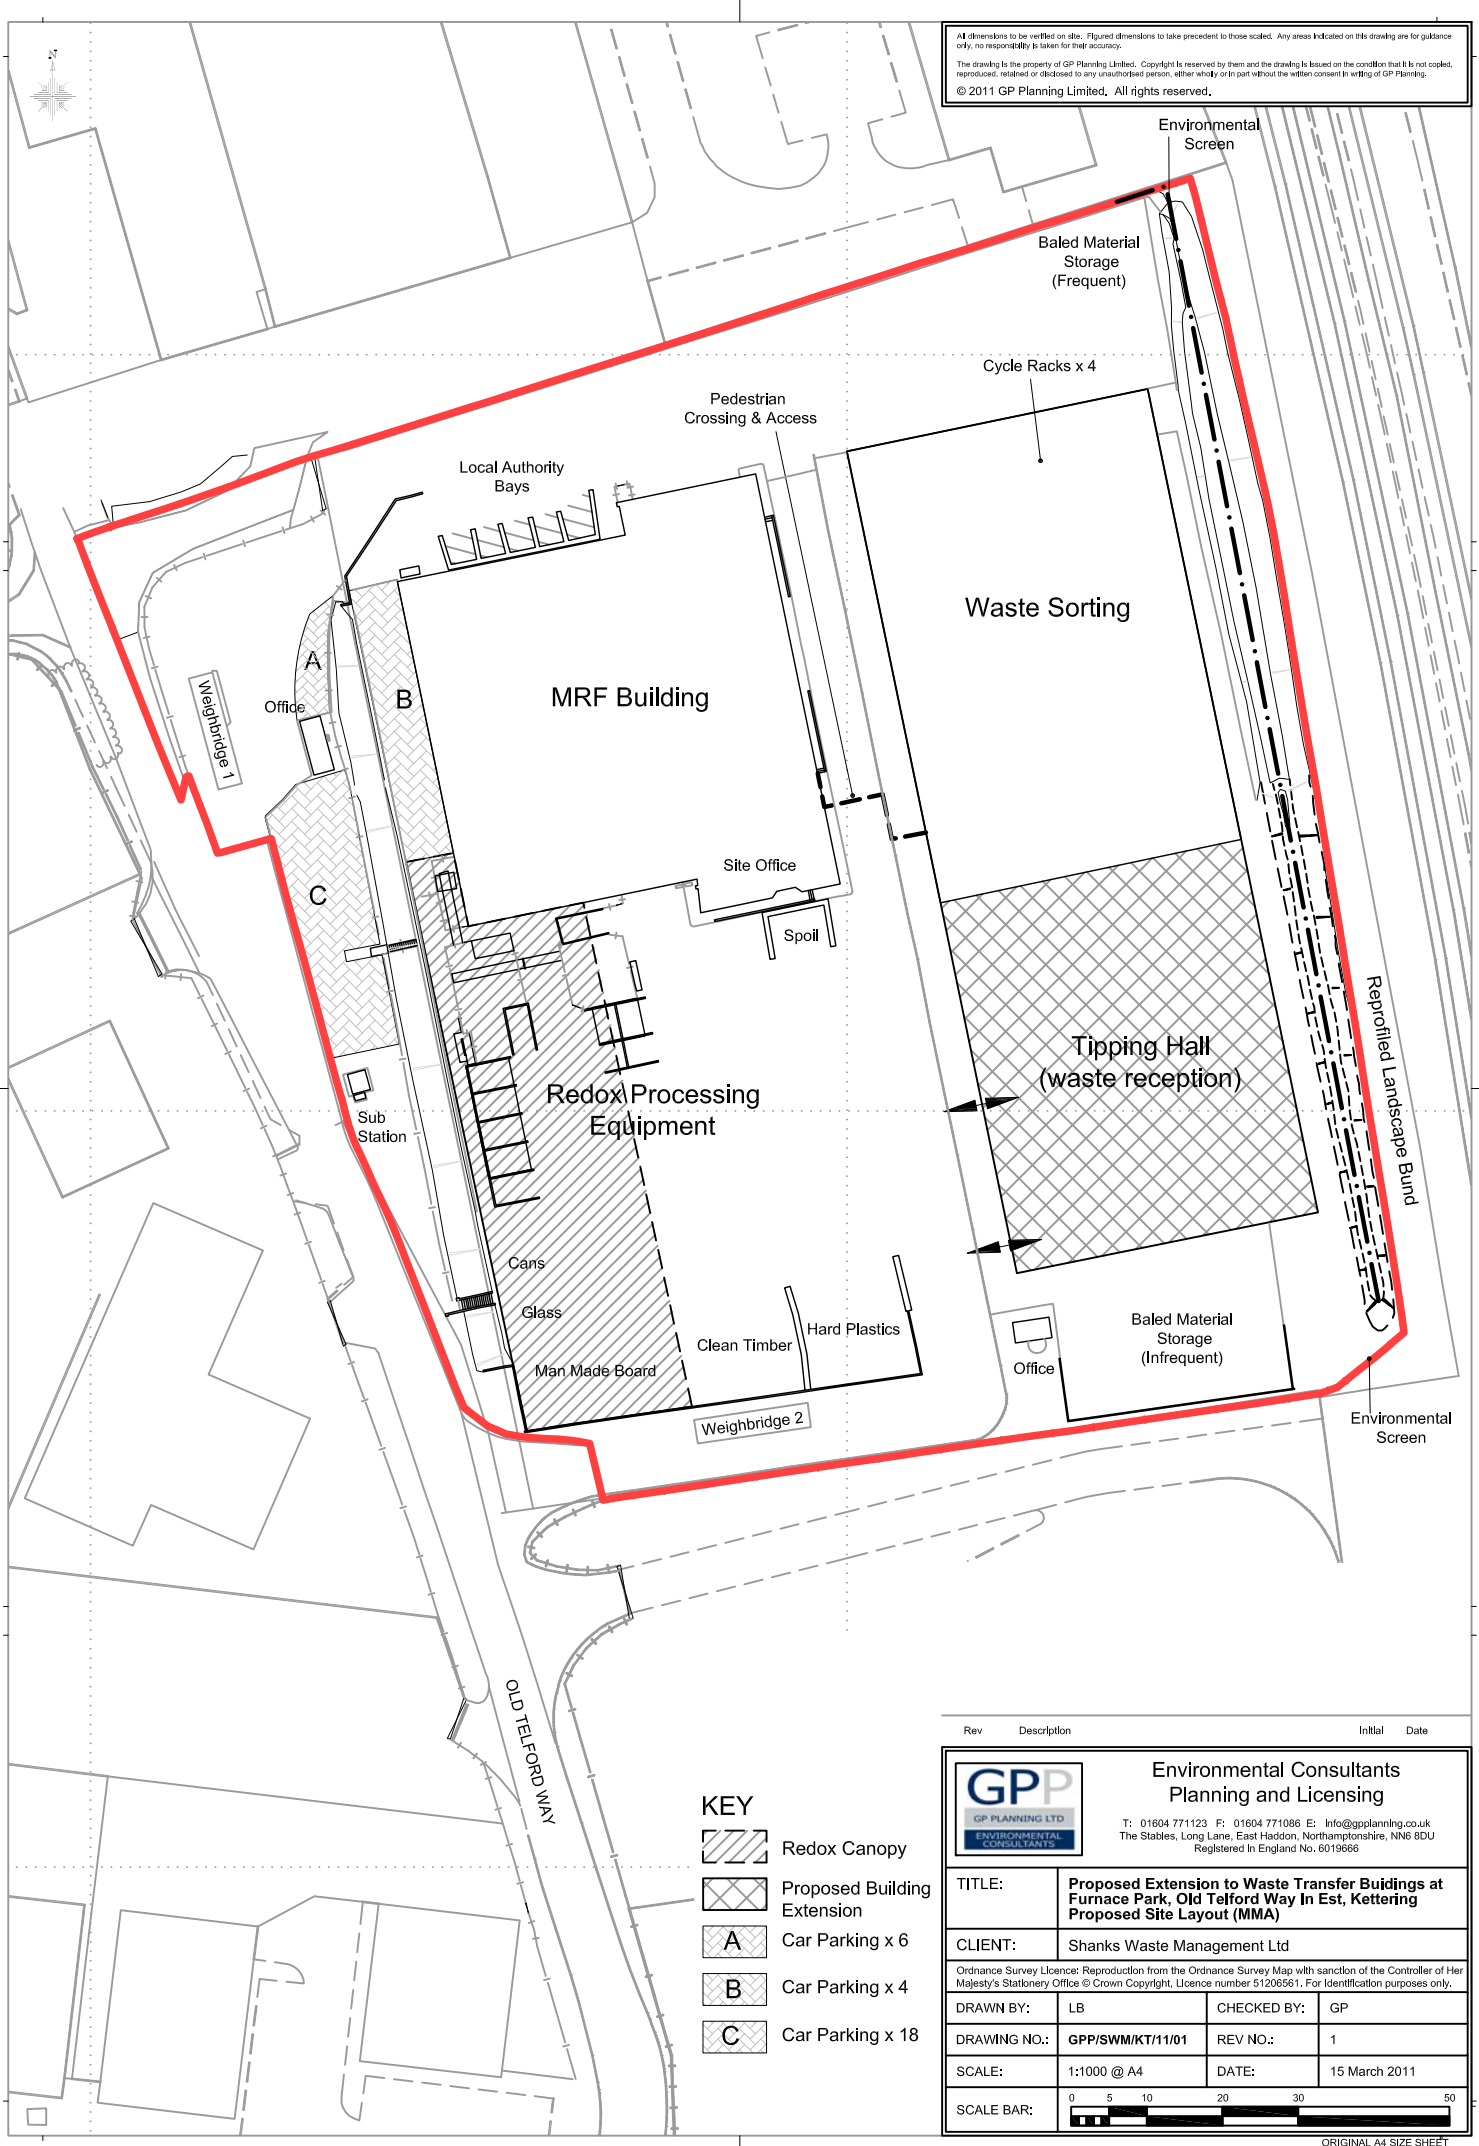 All dimensions to be verified on site. Figured dimensions to take precedent to those scaled. Any areas indicated on this drawing are for guidance
only, no responsibility is taken for their accuracy.
The drawing is the property of GP Planning Limited. Copyright is reserved by them and the drawing is issued on the condition that it is not copied,
reproduced, retained or disclosed to any unauthorised person, either wholly or in part without the written consent in writing of GP Planning.
© 2011 GP Planning Limited. All rights reserved.
N
Environmental
Screen
Baled Material
Storage
(Frequent)
Cycle Racks x 4
Pedestrian
Crossing & Access
Local Authority
Bays
Waste Sorting
MRF Building
A
B
Office
Weighbridge 1
C
Site Office
Spoil
Tipping Hall
(waste reception)
Reprofiled Landscape Bund
Redox Processing
Equipment
Sub
Station
Cans
Glass
Man Made Board
Clean Timber
Hard Plastics
Weighbridge 2
Office
Baled Material
Storage
(Infrequent)
Environmental
Screen
OLD TELFORD WAY
KEY
Redox Canopy
Proposed Building
Extension
A Car Parking x 6
B Car Parking x 4
C Car Parking x 18
Rev Description Initial Date
GPP
GP PLANNING LTD
ENVIRONMENTAL
CONSULTANTS
Environmental Consultants
Planning and Licensing
T: 01604 771123 F: 01604 771086 E: info@gpplanning.co.uk
The Stables, Long Lane, East Haddon, Northamptonshire, NN6 8DU
Registered in England No. 6019666
TITLE: Proposed Extension to Waste Transfer Buidings at
Furnace Park, Old Telford Way In Est, Kettering
Proposed Site Layout (MMA)
CLIENT: Shanks Waste Management Ltd
Ordnance Survey Licence: Reproduction from the Ordnance Survey Map with sanction of the Controller of Her
Majesty's Stationery Office © Crown Copyright, Licence number 51206561. For identification purposes only.
DRAWN BY: LB CHECKED BY: GP
DRAWING NO.: GPP/SWM/KT/11/01 REV NO.: 1
SCALE: 1:1000 @ A4 DATE: 15 March 2011
SCALE BAR: 0 5 10 20 30 50
ORIGINAL A4 SIZE SHEET